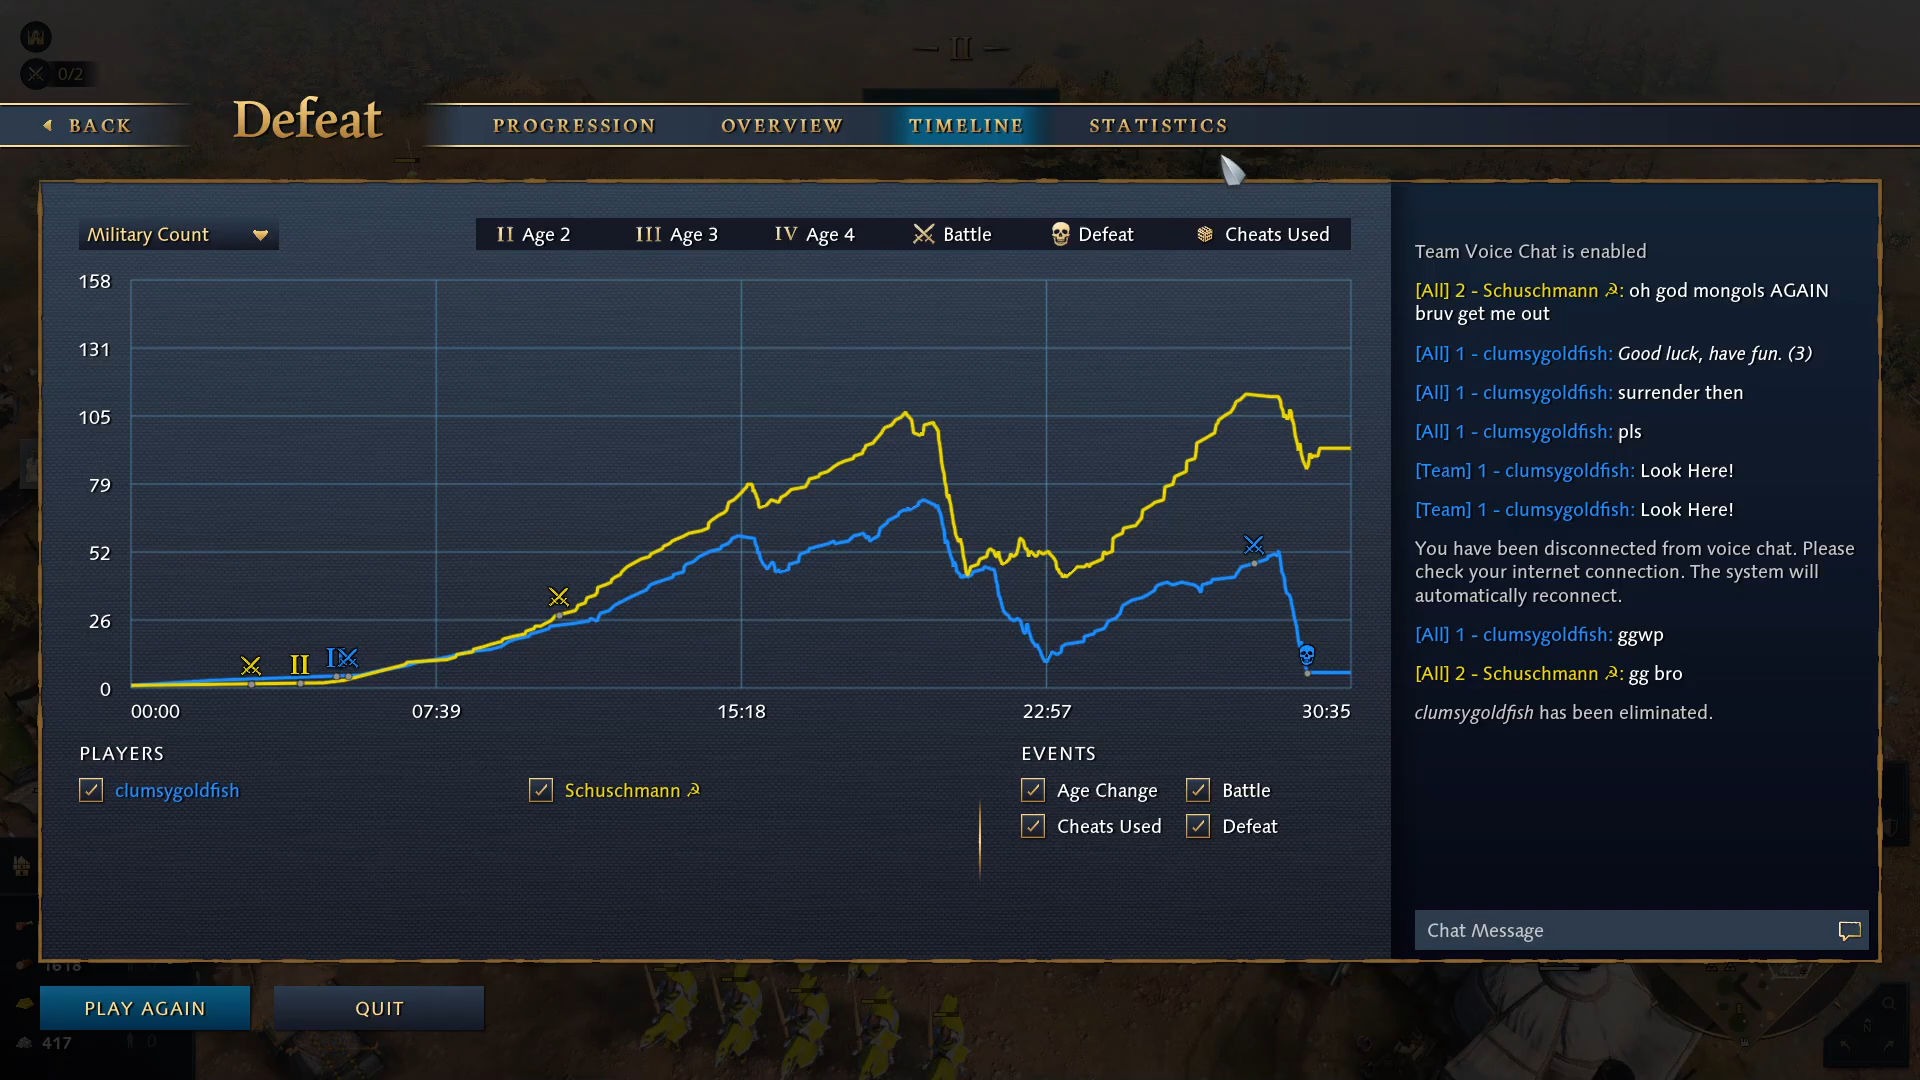 II
0/2
BACK
Defeat
PROGRESSION
OVERVIEW
TIMELINE
STATISTICS
Military Count
II Age 2
III Age 3
IV Age 4
Battle
Defeat
Cheats Used
158
131
105
79
52
26
0
II
00:00
07:39
15:18
22:57
30:35
PLAYERS
clumsygoldfish
Schuschmann ☭
EVENTS
Age Change
Battle
Cheats Used
Defeat
Team Voice Chat is enabled
[All] 2 - Schuschmann ☭: oh god mongols AGAIN
bruv get me out
[All] 1 - clumsygoldfish: Good luck, have fun. (3)
[All] 1 - clumsygoldfish: surrender then
[All] 1 - clumsygoldfish: pls
[Team] 1 - clumsygoldfish: Look Here!
[Team] 1 - clumsygoldfish: Look Here!
You have been disconnected from voice chat. Please
check your internet connection. The system will
automatically reconnect.
[All] 1 - clumsygoldfish: ggwp
[All] 2 - Schuschmann ☭: gg bro
clumsygoldfish has been eliminated.
Chat Message
PLAY AGAIN
QUIT
417
0